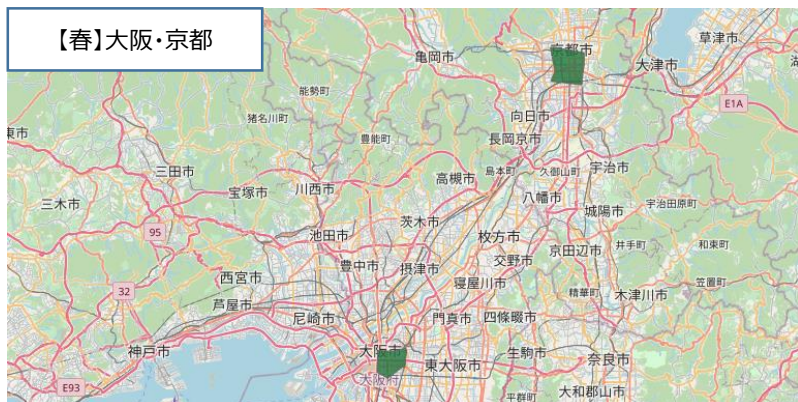 【春】大阪・京都
亀岡市
京都市
草津市
大津市
能勢町
E1A
猪名川町
向日市
豊能町
長岡京市
三田市
島本町
久御山町
宇治市
高槻市
宝塚市
川西市
八幡市
三木市
城陽市
宇治田原町
茨木市
95
池田市
枚方市
京田辺市
井手町
和束町
豊中市
摂津市
交野市
西宮市
寝屋川市
笠置町
32
精華町
木津川市
芦屋市
尼崎市
門真市
四條畷市
神戸市
大阪市
東大阪市
生駒市
奈良市
大阪府
E93
平群町
大和郡山市